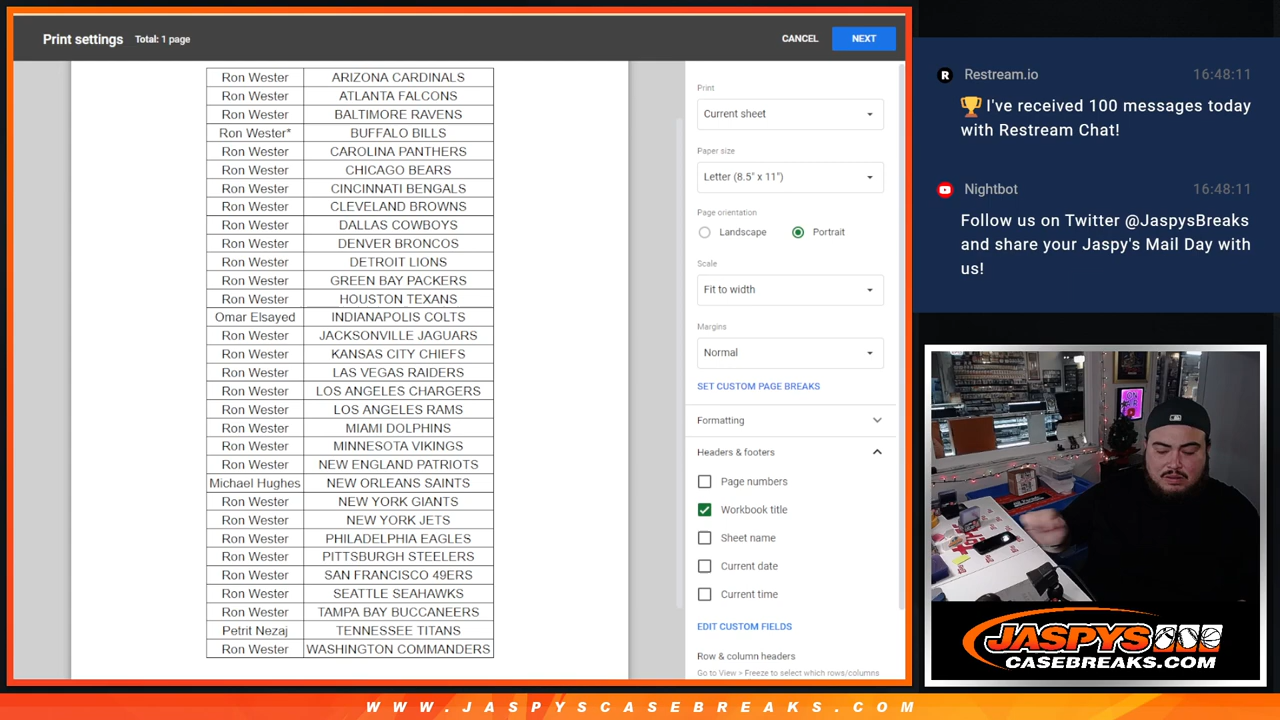 Print settings Total: 1 page CANCEL NEXT
Ron Wester ARIZONA CARDINALS
Ron Wester ATLANTA FALCONS
Ron Wester BALTIMORE RAVENS
Ron Wester* BUFFALO BILLS
Ron Wester CAROLINA PANTHERS
Ron Wester CHICAGO BEARS
Ron Wester CINCINNATI BENGALS
Ron Wester CLEVELAND BROWNS
Ron Wester DALLAS COWBOYS
Ron Wester DENVER BRONCOS
Ron Wester DETROIT LIONS
Ron Wester GREEN BAY PACKERS
Ron Wester HOUSTON TEXANS
Omar Elsayed INDIANAPOLIS COLTS
Ron Wester JACKSONVILLE JAGUARS
Ron Wester KANSAS CITY CHIEFS
Ron Wester LAS VEGAS RAIDERS
Ron Wester LOS ANGELES CHARGERS
Ron Wester LOS ANGELES RAMS
Ron Wester MIAMI DOLPHINS
Ron Wester MINNESOTA VIKINGS
Ron Wester NEW ENGLAND PATRIOTS
Michael Hughes NEW ORLEANS SAINTS
Ron Wester NEW YORK GIANTS
Ron Wester NEW YORK JETS
Ron Wester PHILADELPHIA EAGLES
Ron Wester PITTSBURGH STEELERS
Ron Wester SAN FRANCISCO 49ERS
Ron Wester SEATTLE SEAHAWKS
Ron Wester TAMPA BAY BUCCANEERS
Petrit Nezaj TENNESSEE TITANS
Ron Wester WASHINGTON COMMANDERS
Print
Current sheet
Paper size
Letter (8.5" x 11")
Page orientation
Landscape Portrait
Scale
Fit to width
Margins
Normal
SET CUSTOM PAGE BREAKS
Formatting
Headers & footers
Page numbers
Workbook title
Sheet name
Current date
Current time
EDIT CUSTOM FIELDS
Row & column headers
Go to View > Freeze to select which rows/columns
R Restream.io 16:48:11
🏆 I've received 100 messages today
with Restream Chat!
Nightbot 16:48:11
Follow us on Twitter @JaspysBreaks
and share your Jaspy's Mail Day with
us!
JASPYS
CASEBREAKS.COM
WWW.JASPYSCASEBREAKS.COM